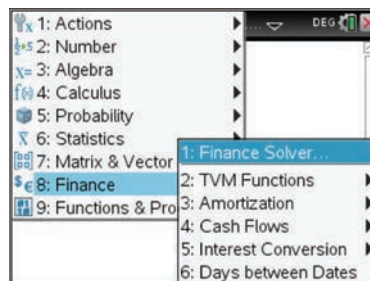 1: Actions
2: Number
3: Algebra
4: Calculus
5: Probability
6: Statistics
7: Matrix & Vector
8: Finance
9: Functions & Pro
DEG
1: Finance Solver...
2: TVM Functions
3: Amortization
4: Cash Flows
5: Interest Conversion
6: Days between Dates